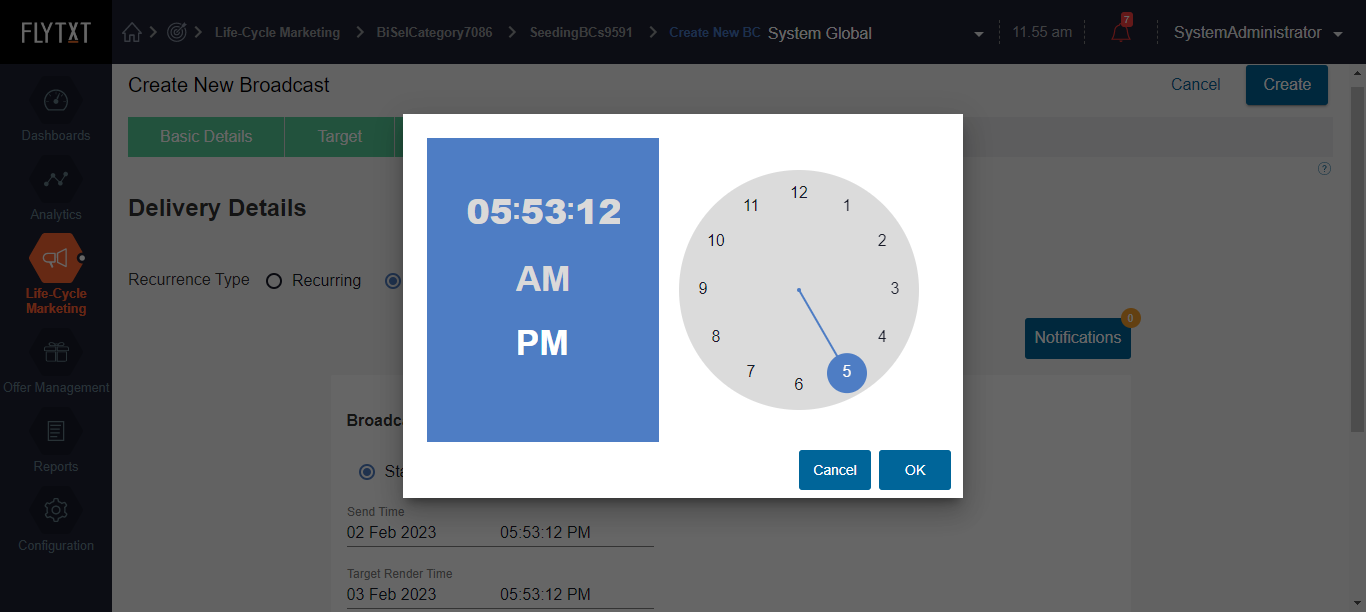 FLYTXT
Life-Cycle Marketing
BiSelCategory7086
SeedingBCs9591
Create New BC
System Global
11.55 am
7
SystemAdministrator
Create New Broadcast
Cancel
Create
Dashboards
Analytics
Life-Cycle
Marketing
Offer Management
Reports
Configuration
Basic Details
Target
?
Delivery Details
Recurrence Type
Recurring
05:53:12
AM
PM
12
1
2
3
4
5
6
7
8
9
10
11
Cancel
OK
0
Notifications
Send Time
02 Feb 2023
05:53:12 PM
Target Render Time
03 Feb 2023
05:53:12 PM